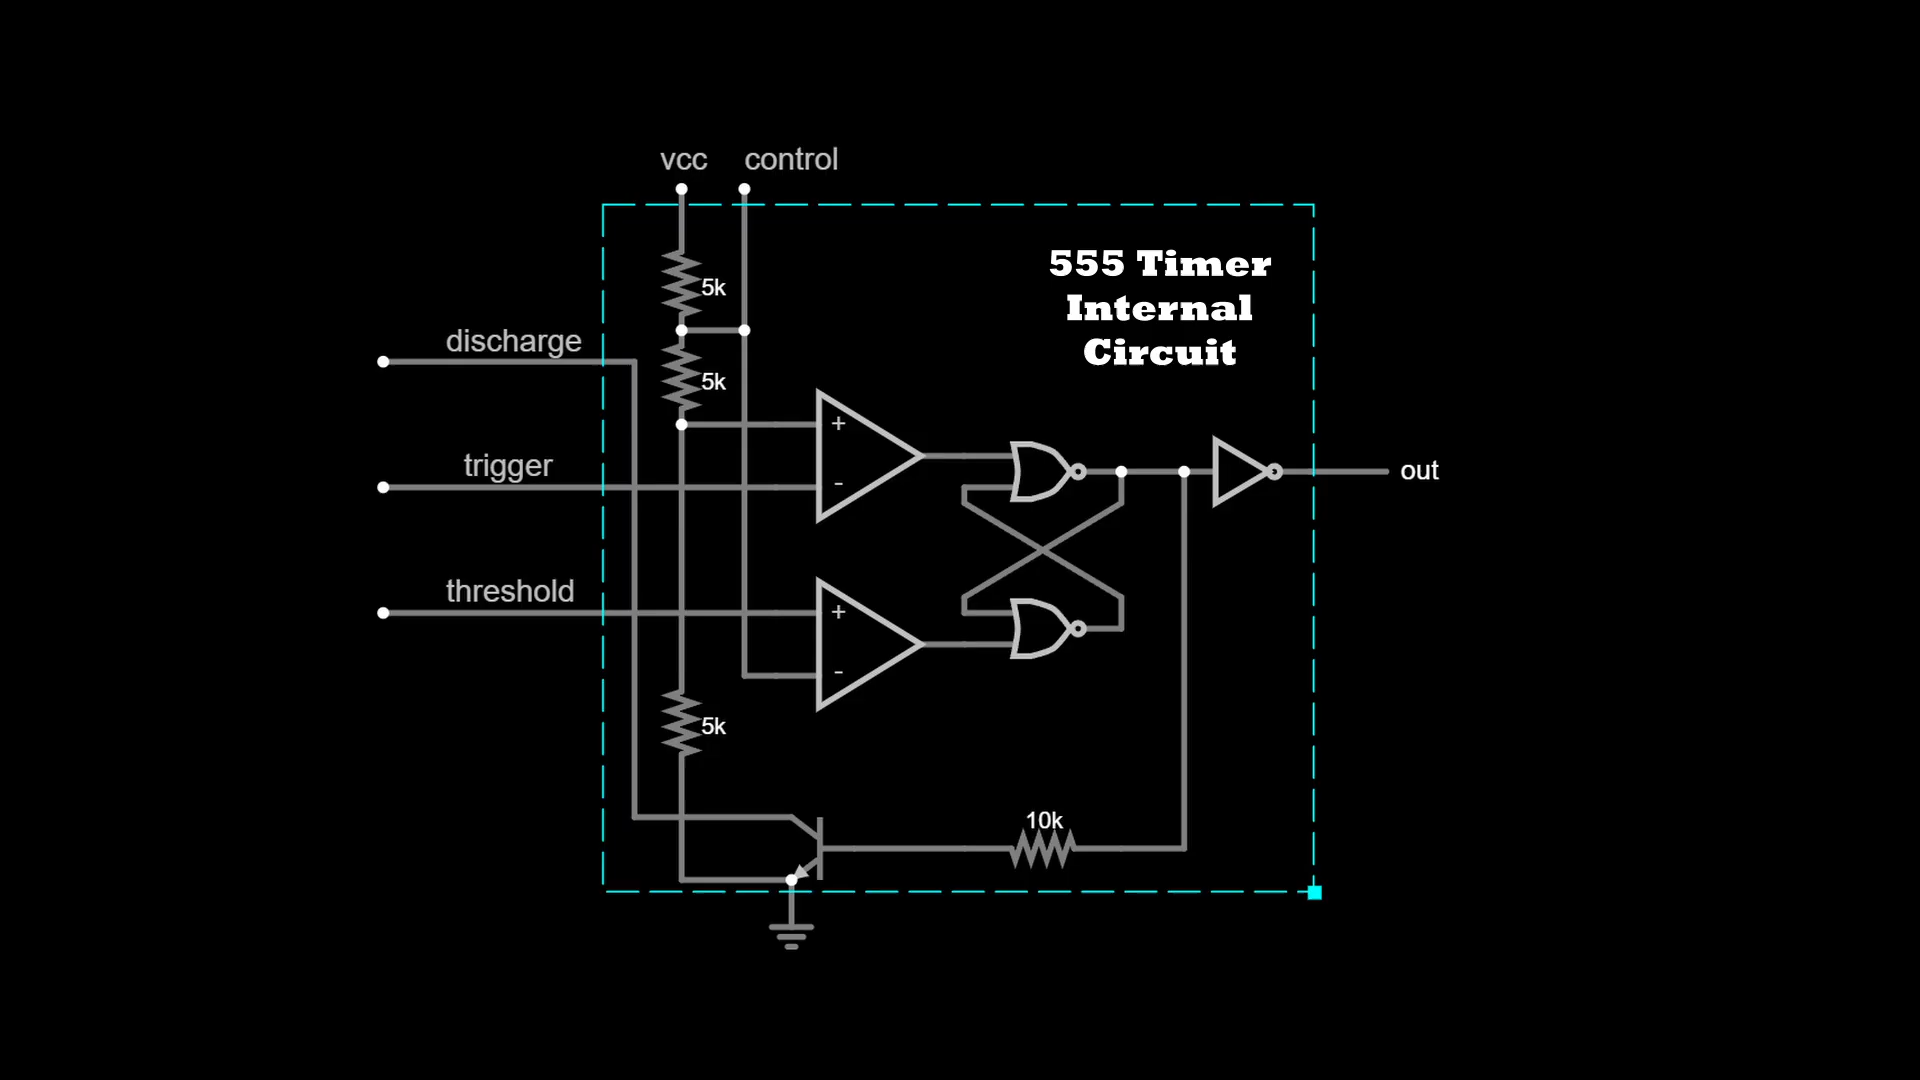 vcc control
555 Timer
Internal
Circuit
5k
discharge
5k
+
trigger
-
out
threshold
+
-
5k
10k